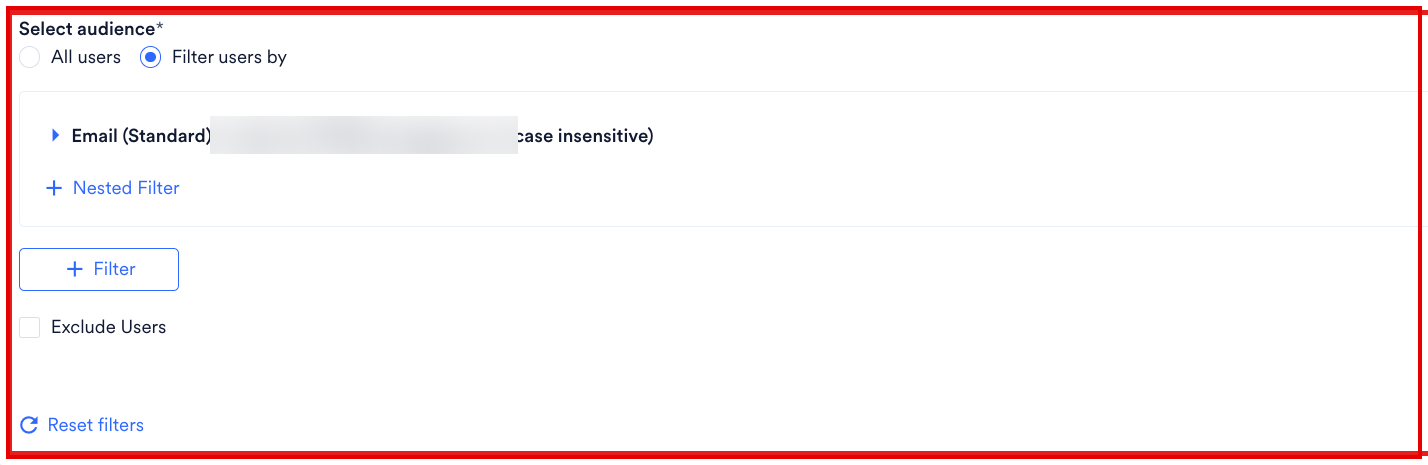 Select audience*
All users Filter users by
Email (Standard) case insensitive)
Nested Filter
Filter
Exclude Users
Reset filters